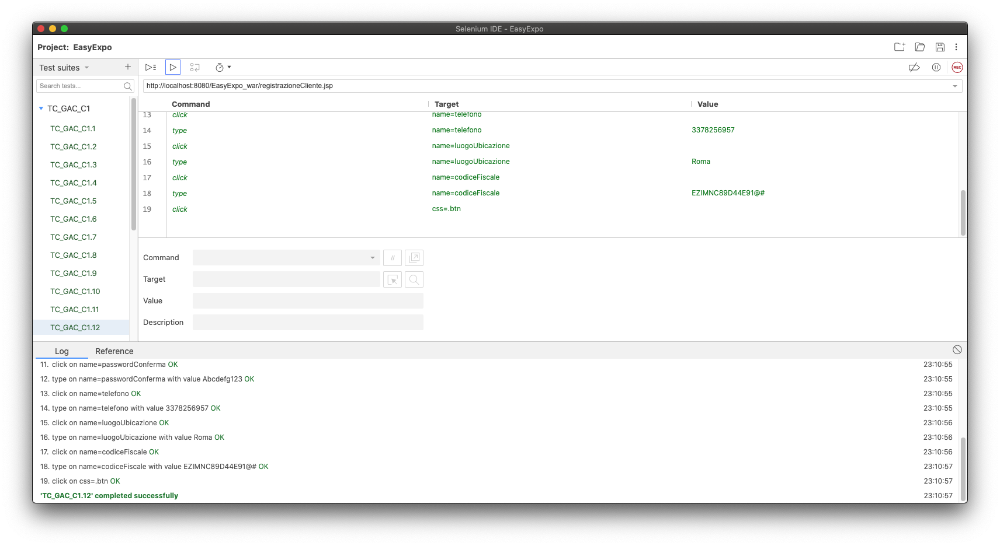 Selenium IDE - EasyExpo
Project: EasyExpo
Test suites
+
REC
Search tests...
http://localhost:8080/EasyExpo_war/registrazioneCliente.jsp
Command Target Value
TC_GAC_C1
TC_GAC_C1.1
TC_GAC_C1.2
TC_GAC_C1.3
TC_GAC_C1.4
TC_GAC_C1.5
TC_GAC_C1.6
TC_GAC_C1.7
TC_GAC_C1.8
TC_GAC_C1.9
TC_GAC_C1.10
TC_GAC_C1.11
TC_GAC_C1.12
13 click name=telefono
14 type name=telefono 3378256957
15 click name=luogoUbicazione
16 type name=luogoUbicazione Roma
17 click name=codiceFiscale
18 type name=codiceFiscale EZIMNC89D44E91@#
19 click css=.btn
Command //
Target
Value
Description
Log Reference
11. click on name=passwordConferma OK 23:10:55
12. type on name=passwordConferma with value Abcdefg123 OK 23:10:55
13. click on name=telefono OK 23:10:55
14. type on name=telefono with value 3378256957 OK 23:10:55
15. click on name=luogoUbicazione OK 23:10:56
16. type on name=luogoUbicazione with value Roma OK 23:10:56
17. click on name=codiceFiscale OK 23:10:56
18. type on name=codiceFiscale with value EZIMNC89D44E91@# OK 23:10:57
19. click on css=.btn OK 23:10:57
'TC_GAC_C1.12' completed successfully 23:10:57